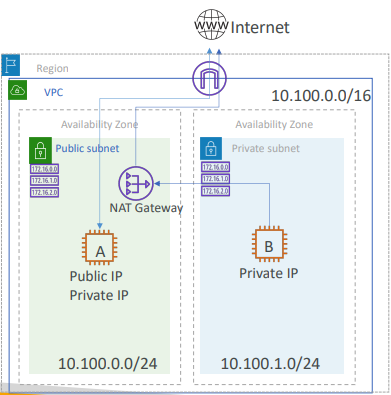 WWW Internet
Region
VPC
10.100.0.0/16
Availability Zone
Public subnet
172.16.0.0
172.16.1.0
172.16.2.0
NAT Gateway
A
Public IP
Private IP
10.100.0.0/24
Availability Zone
Private subnet
172.16.0.0
172.16.1.0
172.16.2.0
B
Private IP
10.100.1.0/24